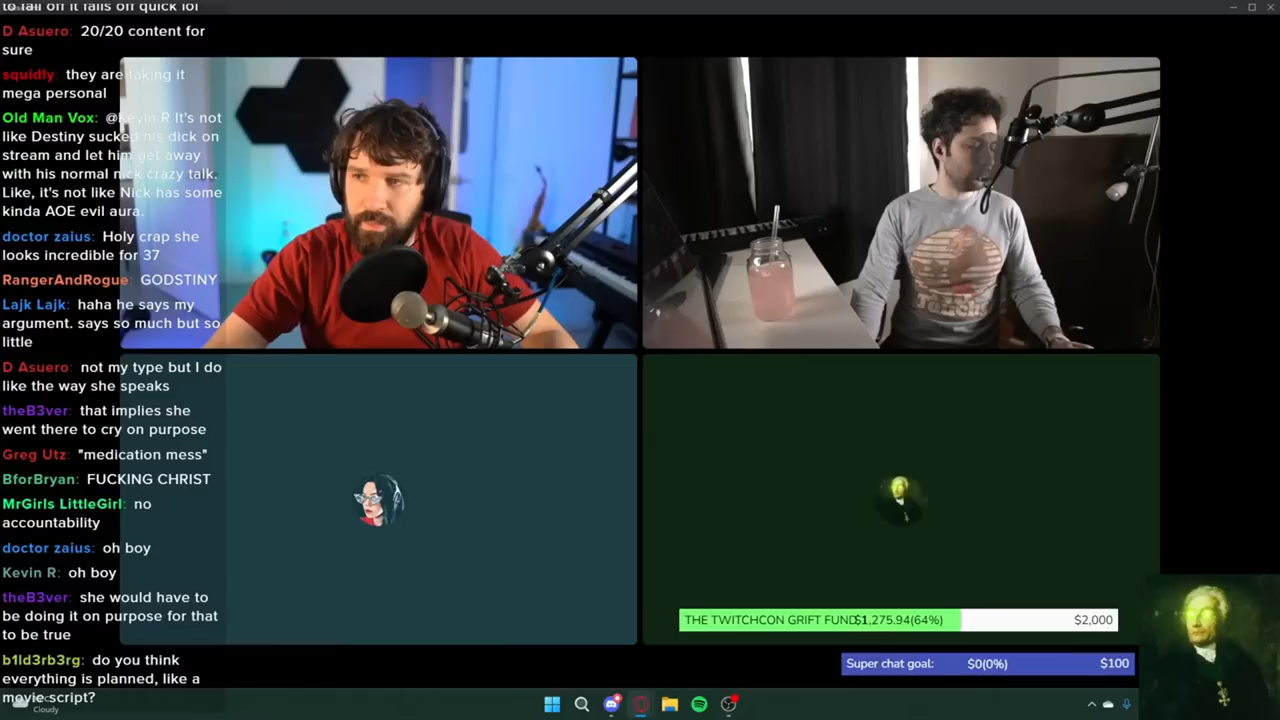 to fall off it falls off quick lol
D Asuero: 20/20 content for
sure
squidly: they are taking it
mega personal
Old Man Vox: @Kevin R It's not
like Destiny sucked his dick on
stream and let him get away
with his normal nick crazy talk.
Like, it's not like Nick has some
kinda AOE evil aura.
doctor zaius: Holy crap she
looks incredible for 37
RangerAndRogue: GODSTINY
Lajk Lajk: haha he says my
argument. says so much but so
little
D Asuero: not my type but I do
like the way she speaks
theB3ver: that implies she
went there to cry on purpose
Greg Utz: "medication mess"
BforBryan: FUCKING CHRIST
MrGirls LittleGirl: no
accountability
doctor zaius: oh boy
Kevin R: oh boy
theB3ver: she would have to
be doing it on purpose for that
to be true
b1ld3rb3rg: do you think
everything is planned, like a
movie script?
Cloudy
THE TWITCHCON GRIFT FUND $1,275.94(64%) $2,000
Super chat goal: $0(0%) $100